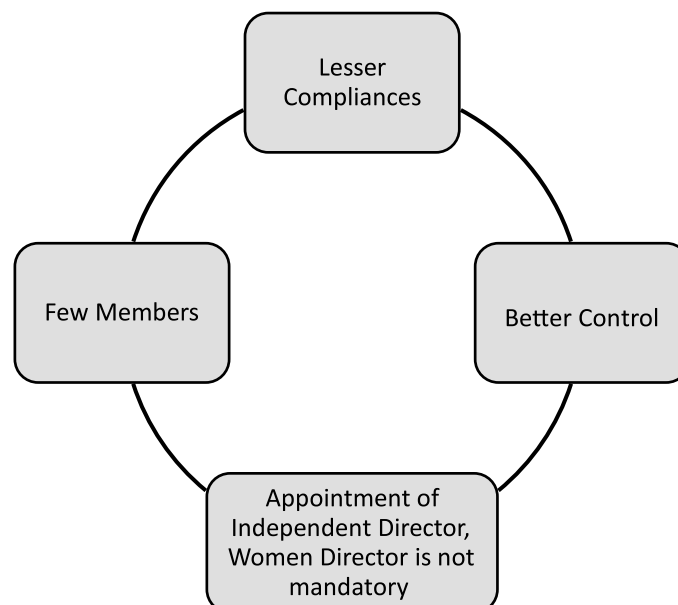 Lesser
Compliances
Few Members
Better Control
Appointment of
Independent Director,
Women Director is not
mandatory